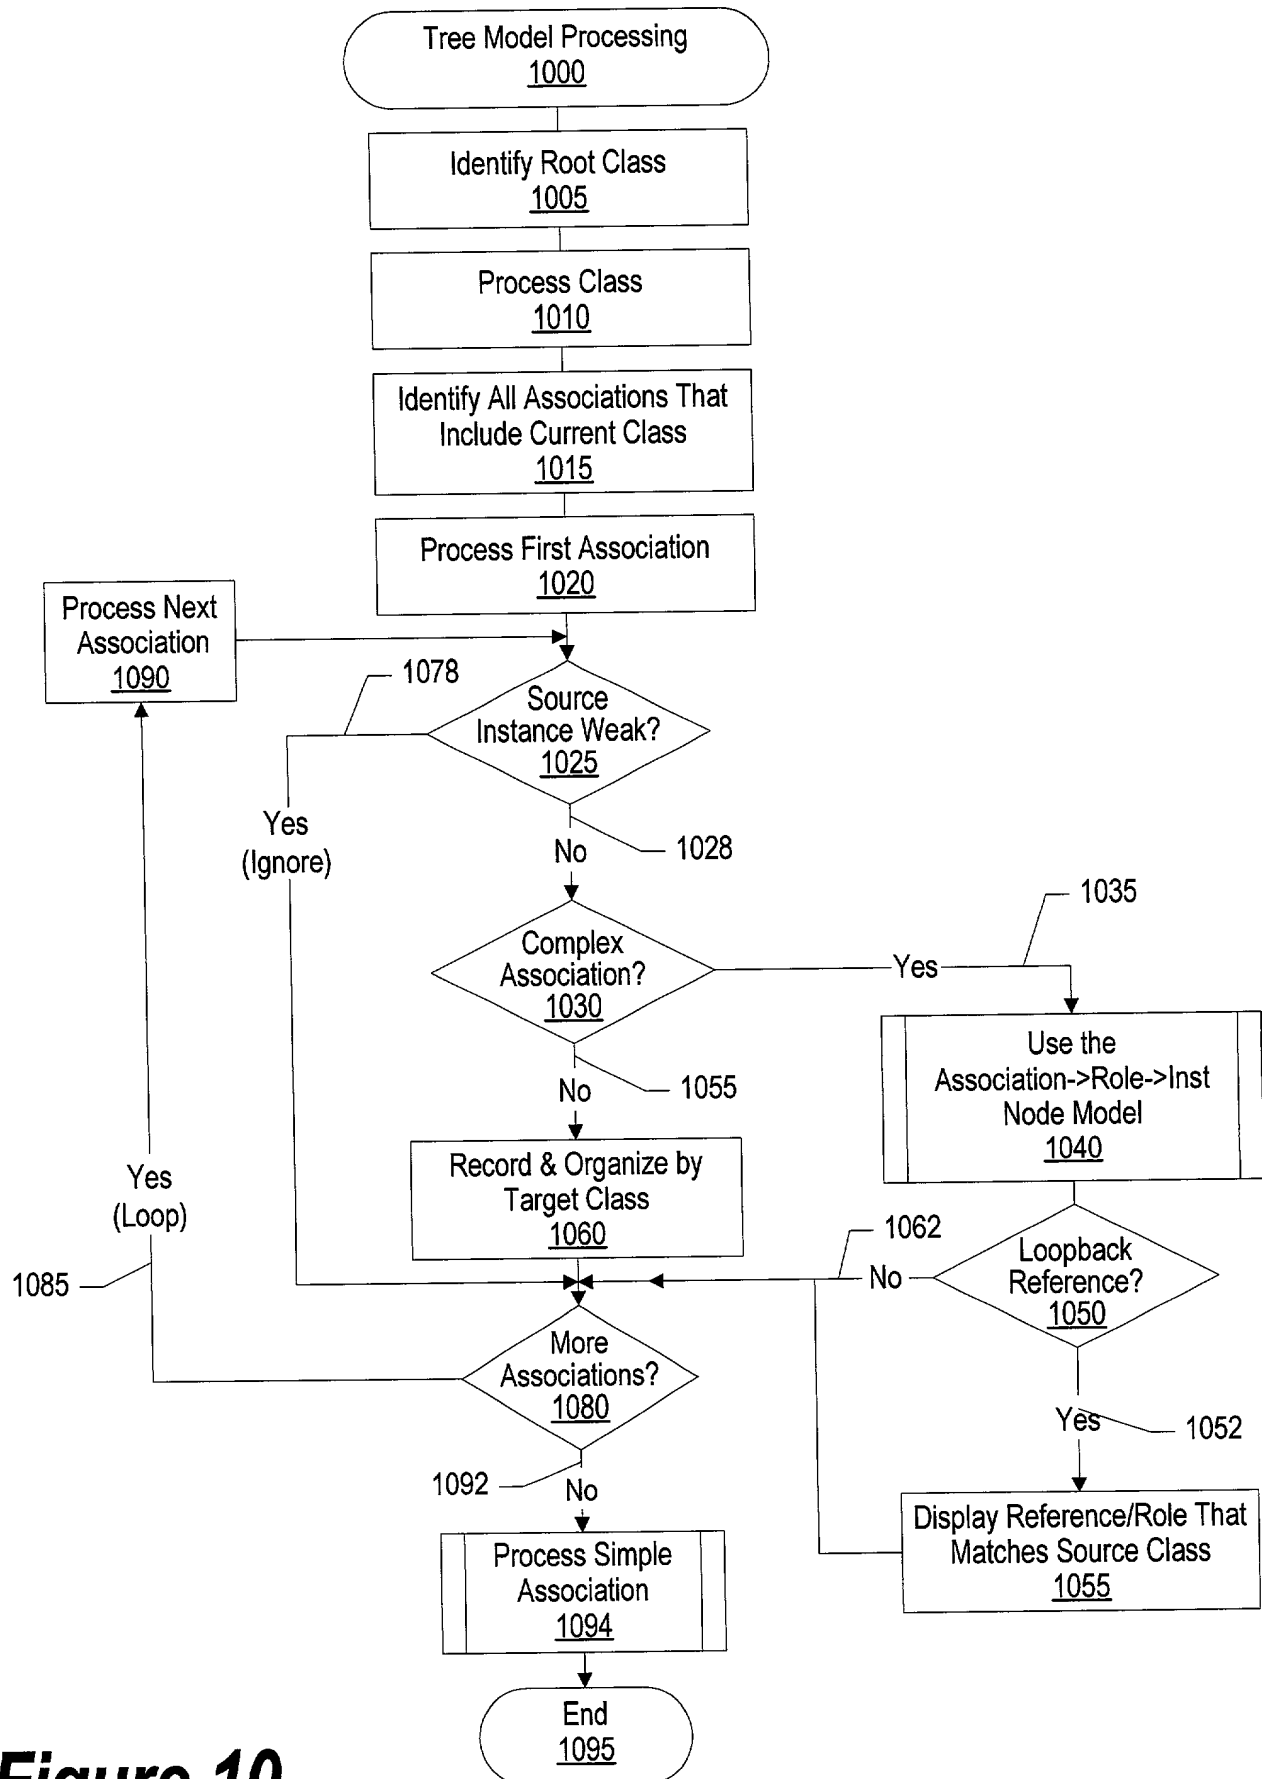 Tree Model Processing
1000
Identify Root Class
1005
Process Class
1010
Identify All Associations That
Include Current Class
1015
Process First Association
1020
Process Next
Association
1090
1078
Source
Instance Weak?
1025
Yes
(Ignore)
No
1028
1035
Complex
Association?
1030
Yes
Use the
Association->Role->Inst
Node Model
1040
No
1055
Record & Organize by
Target Class
1060
Yes
(Loop)
1085
1062
No
Loopback
Reference?
1050
More
Associations?
1080
Yes
1052
1092
No
Display Reference/Role That
Matches Source Class
1055
Process Simple
Association
1094
End
1095
Figure 10